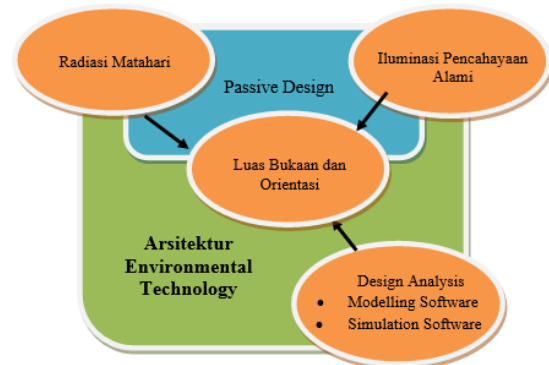 Radiasi Matahari
Iluminasi Pencahayaan
Alami
Passive Design
Luas Bukaan dan
Orientasi
Arsitektur
Environmental
Technology
Design Analysis
• Modelling Software
• Simulation Software